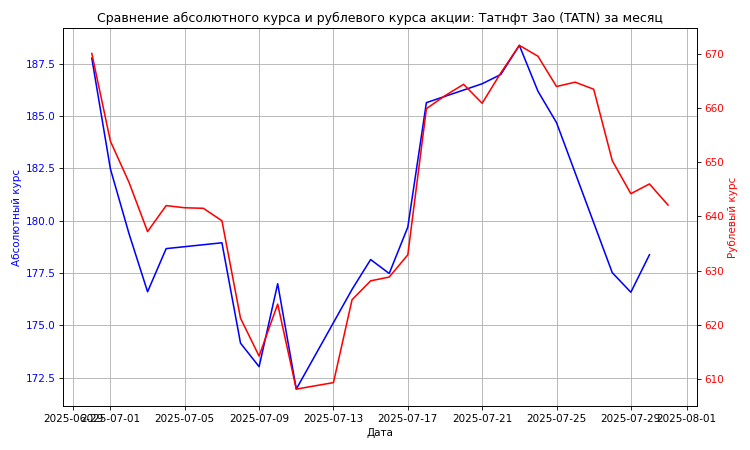 Сравнение абсолютного курса и рублевого курса акции: Татнфт 3ао (TATN) за месяц
187.5
185.0
182.5
180.0
177.5
175.0
172.5
Абсолютный курс
670
660
650
640
630
620
610
Рублевый курс
2025-06-29 2025-07-01 2025-07-05 2025-07-09 2025-07-13 2025-07-17 2025-07-21 2025-07-25 2025-07-29 2025-08-01
Дата